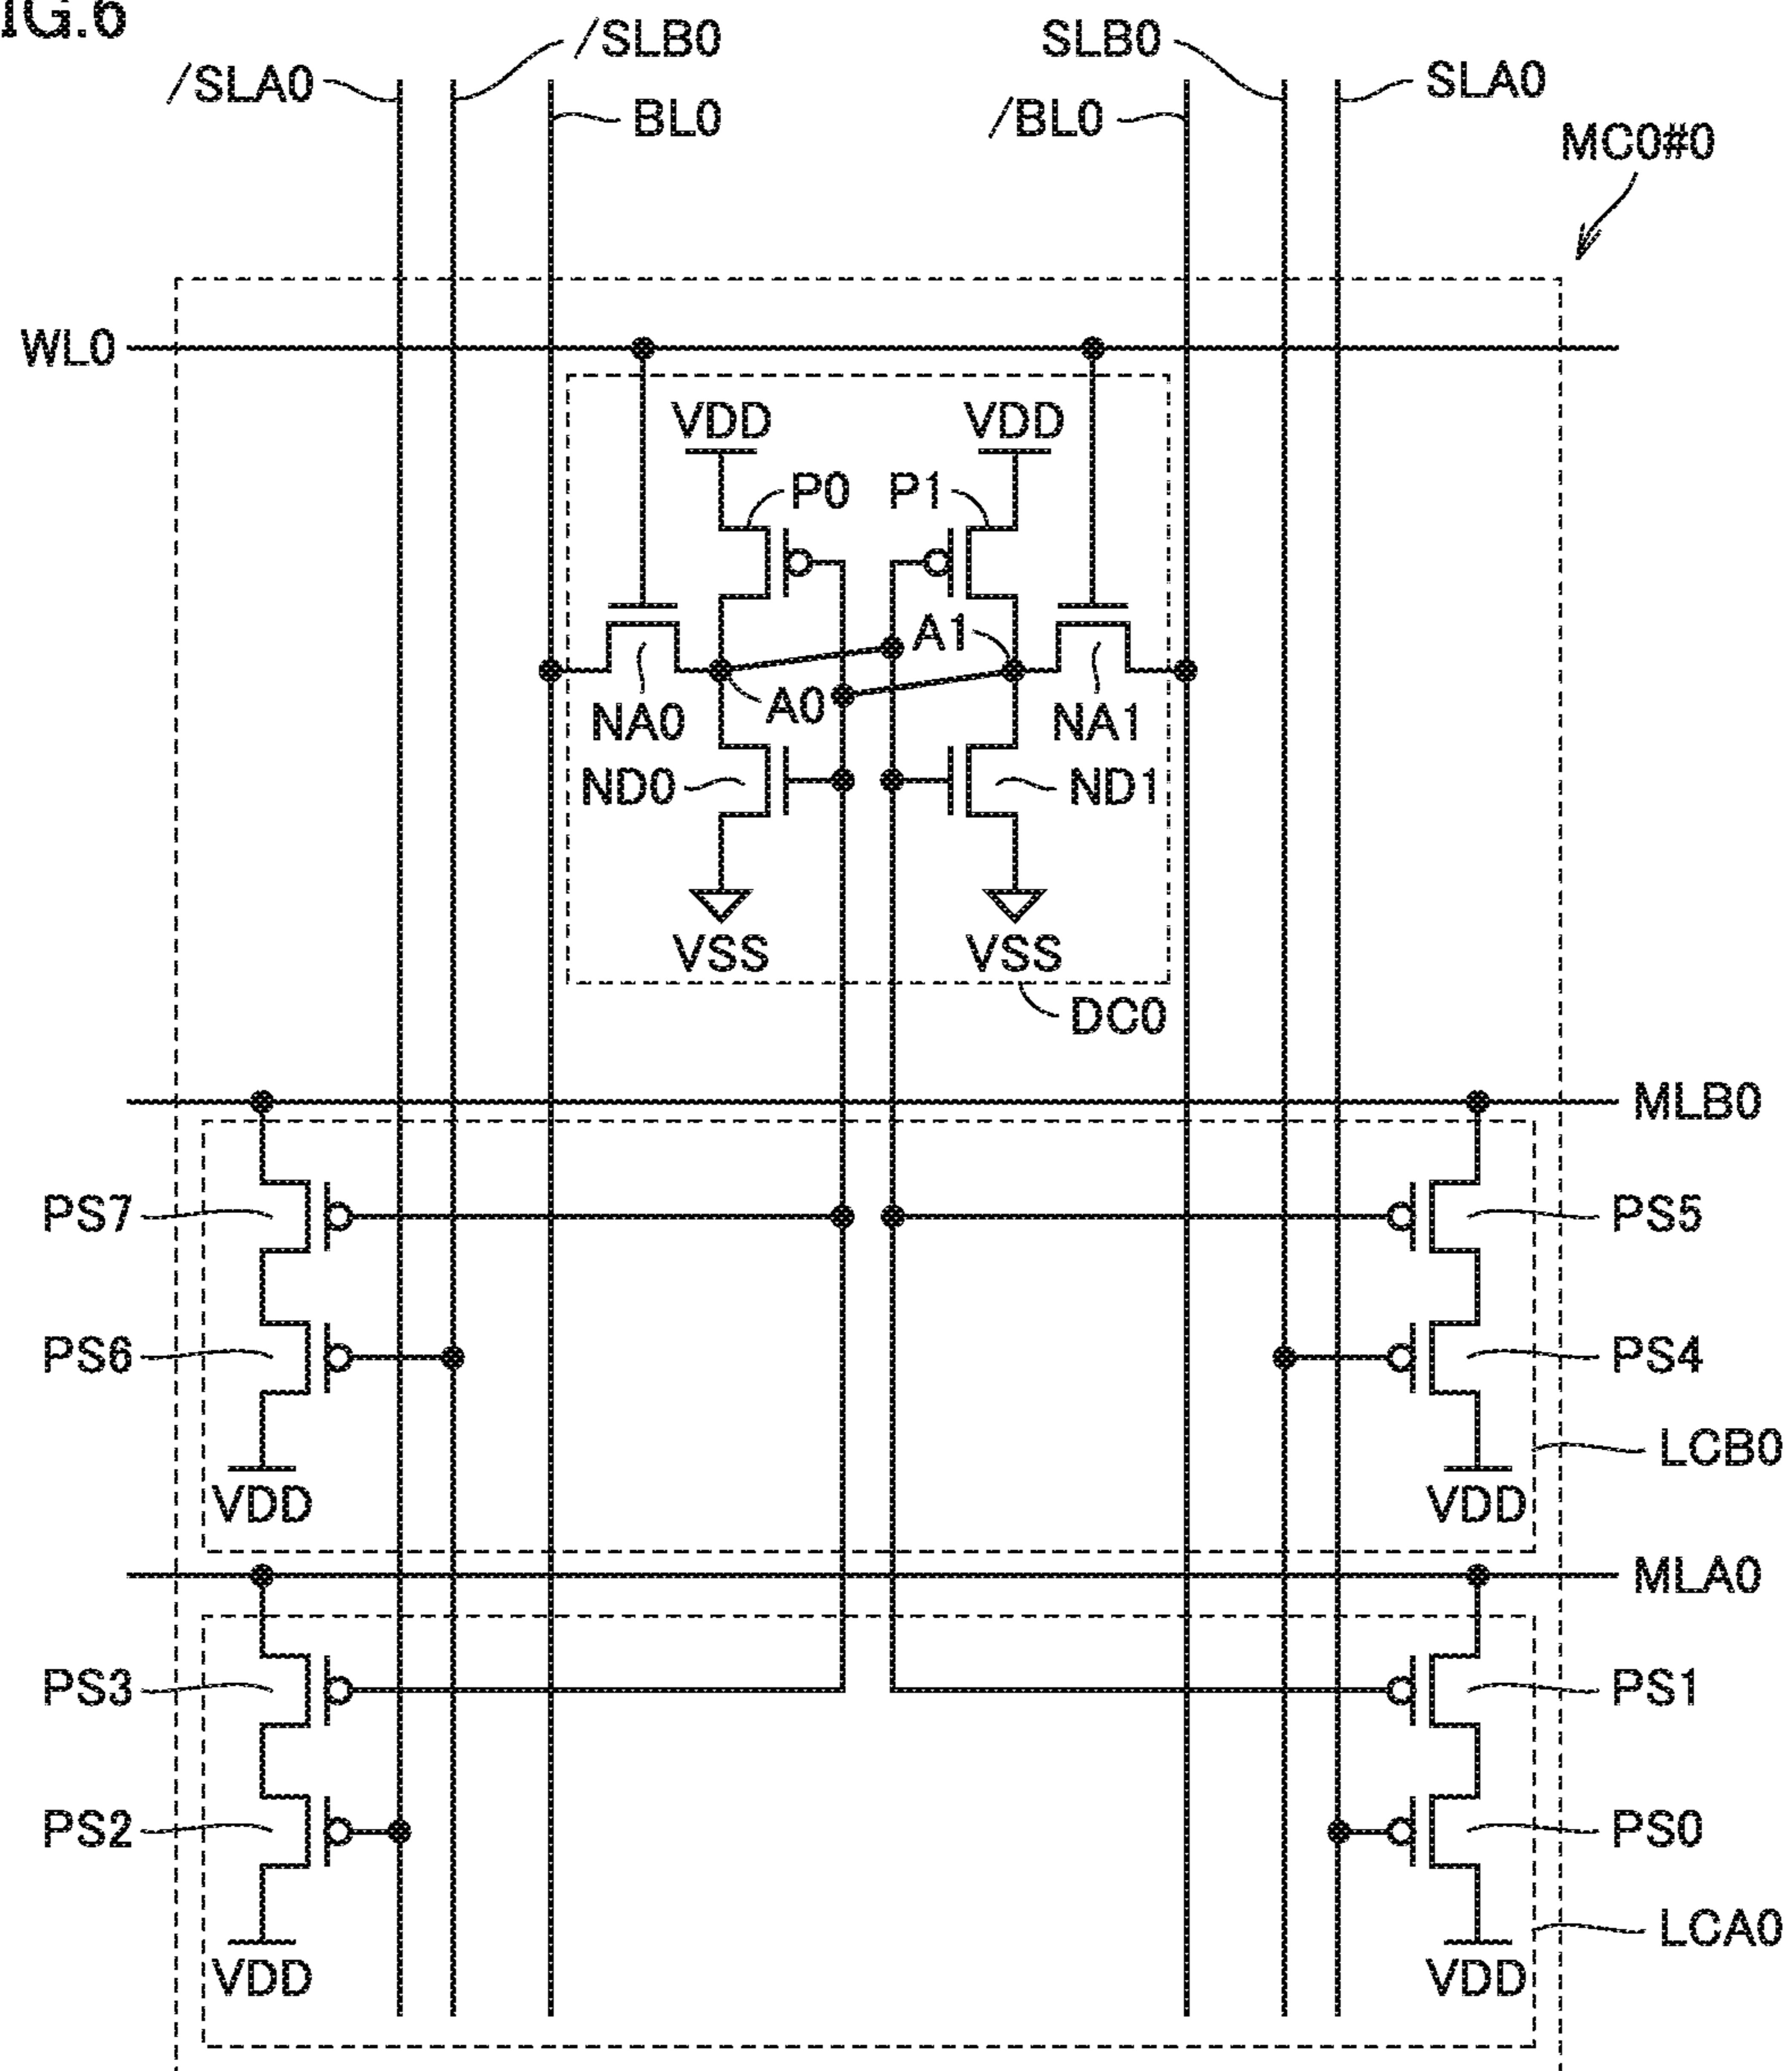 IG.6
/SLB0
SLB0
/SLA0
SLA0
BL0
/BL0
MC0#0
WL0
VDD
VDD
P0
P1
A1
A0
NA0
NA1
ND0
ND1
VSS
VSS
DC0
MLB0
PS7
PS5
PS6
PS4
LCB0
VDD
VDD
MLA0
PS3
PS1
PS2
PS0
LCA0
VDD
VDD